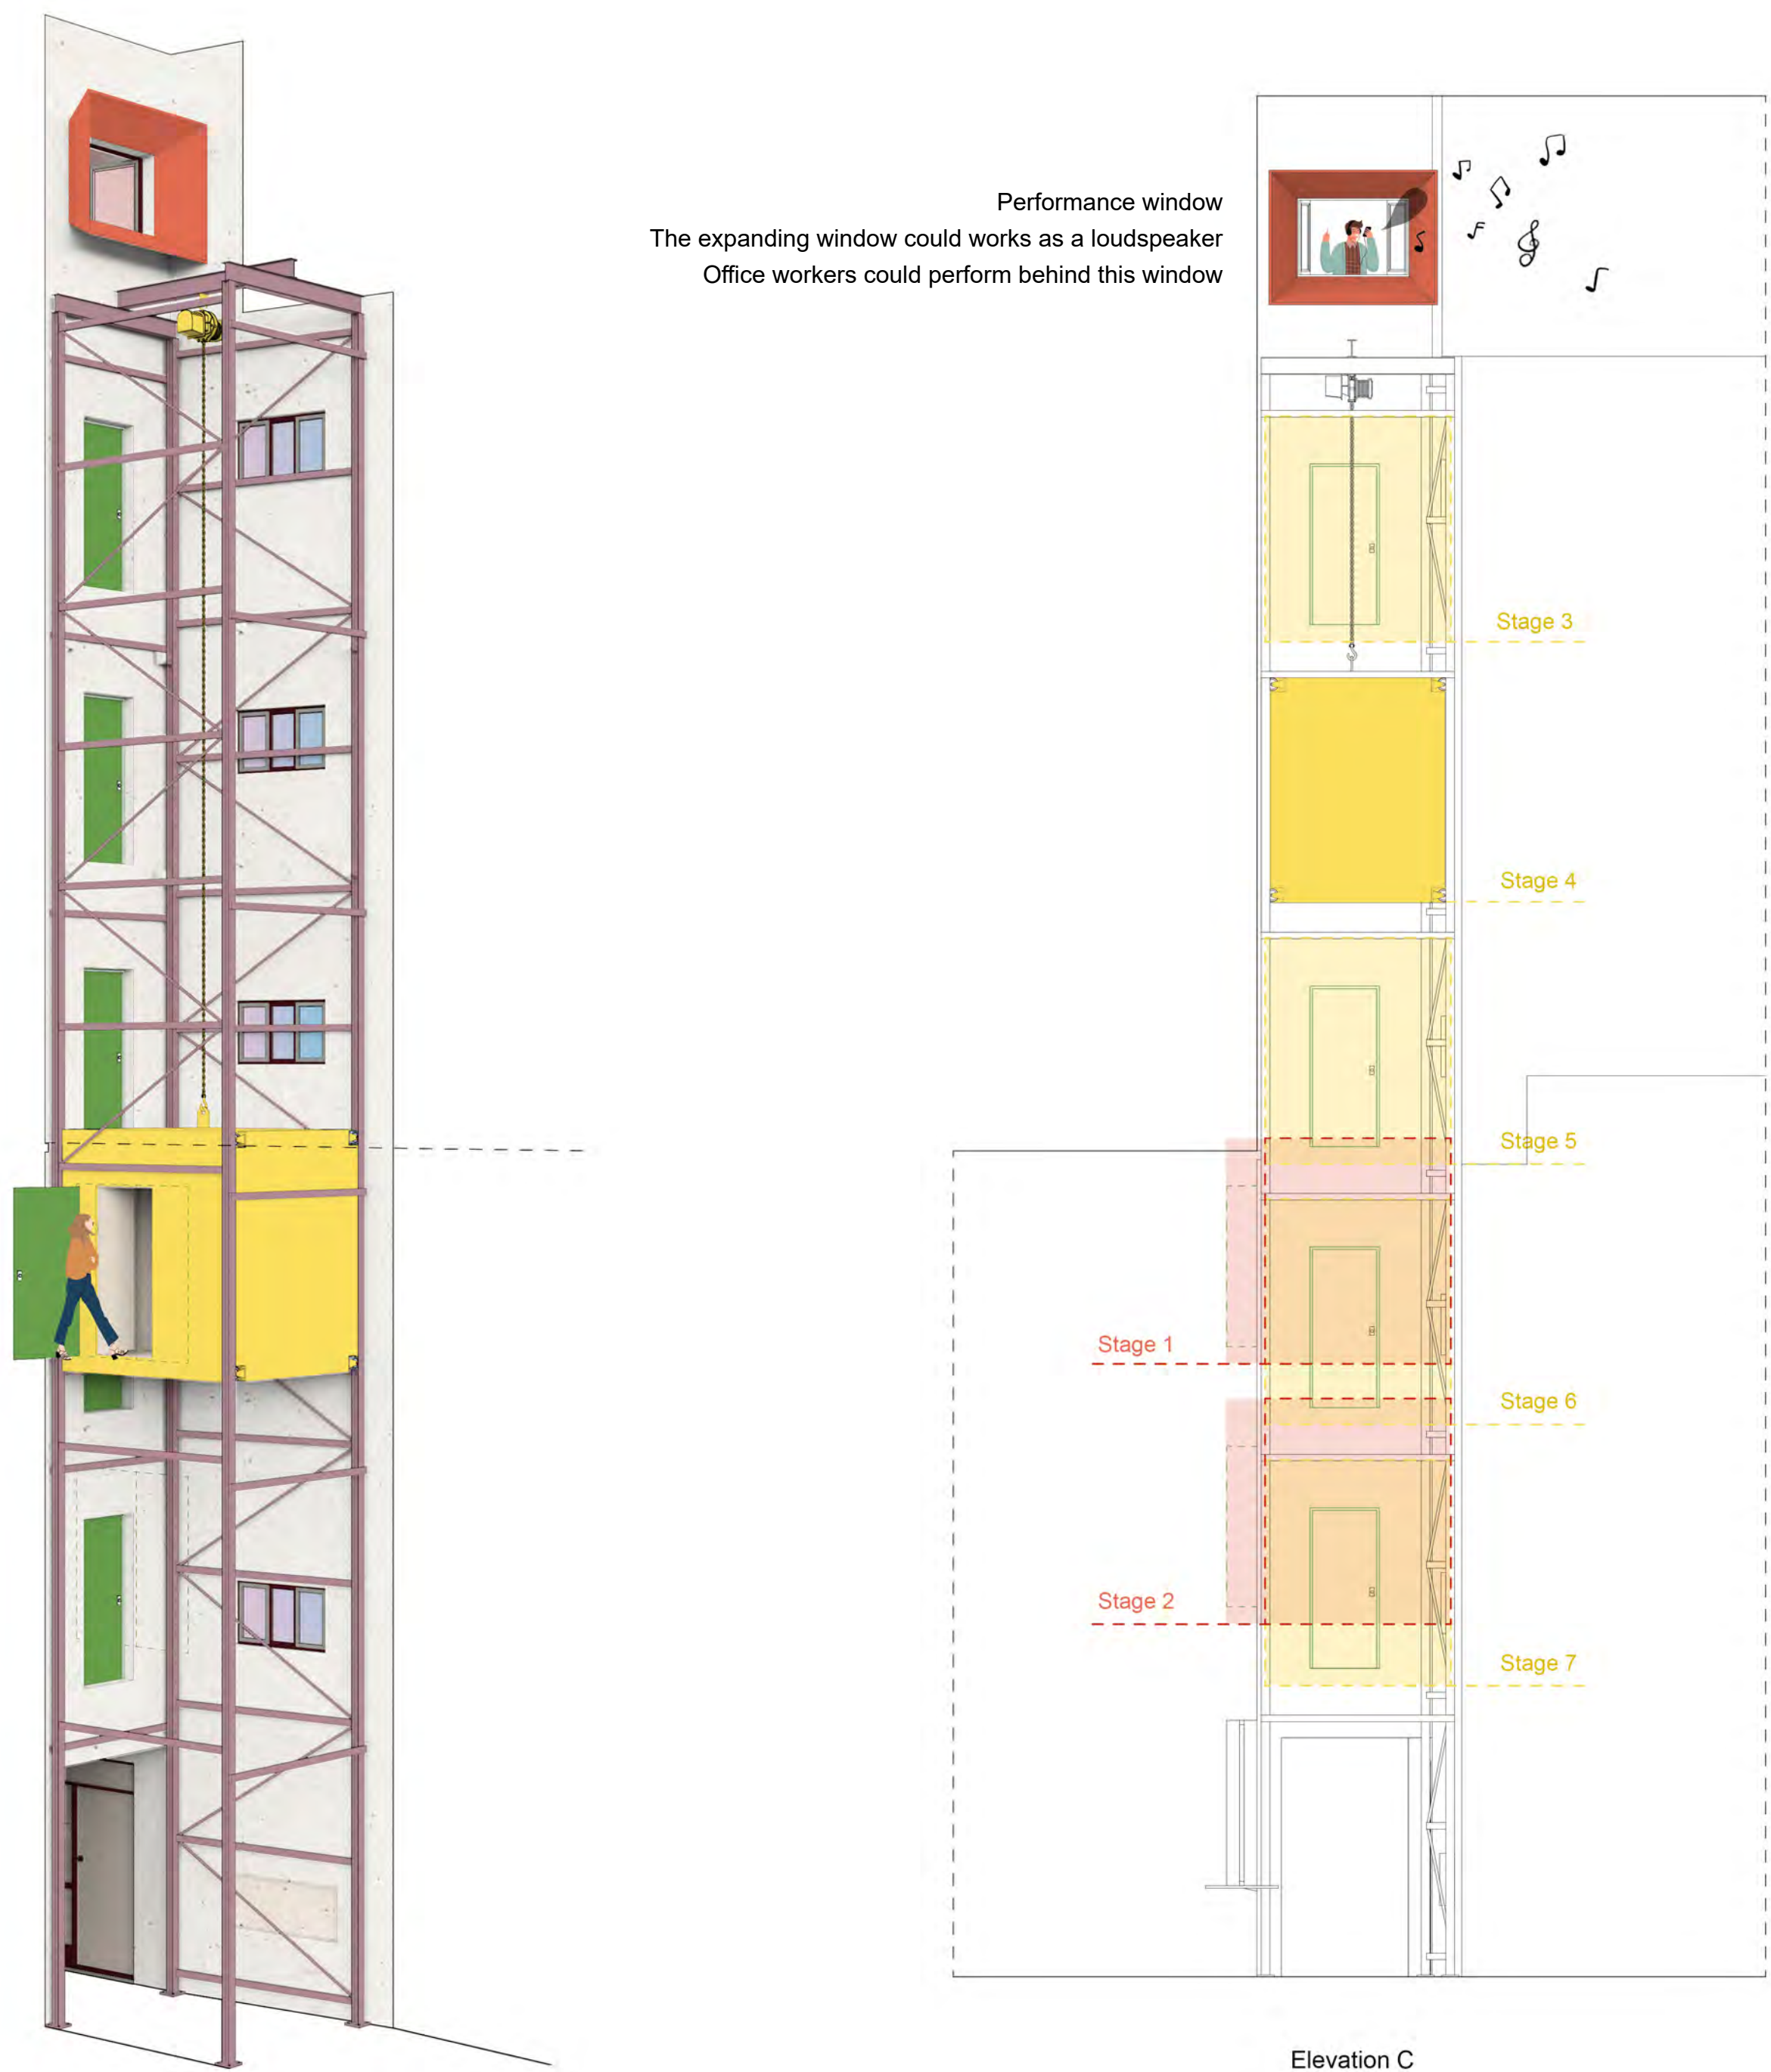 Performance window
The expanding window could works as a loudspeaker
Office workers could perform behind this window
Stage 3
Stage 4
Stage 5
Stage 1
Stage 6
Stage 2
Stage 7
Elevation C